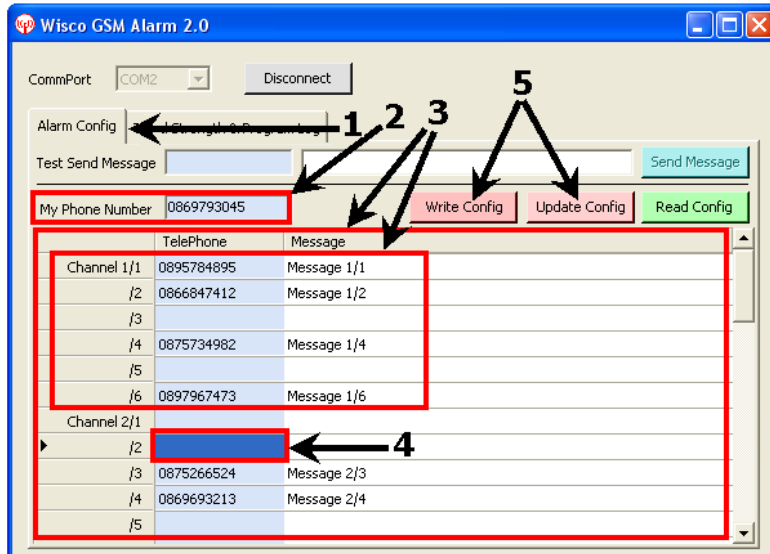 Wisco GSM Alarm 2.0
CommPort COM2 Disconnect
5
Alarm Config Strength & Program Log 1 2 3
Test Send Message Send Message
My Phone Number 0869793045 Write Config Update Config Read Config
TelePhone Message
Channel 1/1 0895784895 Message 1/1
/2 0866847412 Message 1/2
/3
/4 0875734982 Message 1/4
/5
/6 0897967473 Message 1/6
Channel 2/1
/2 4
/3 0875266524 Message 2/3
/4 0869693213 Message 2/4
/5